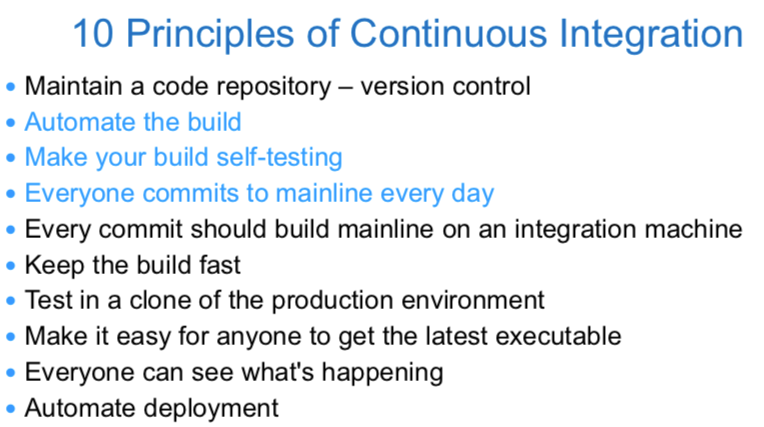 10 Principles of Continuous Integration
• Maintain a code repository – version control
• Automate the build
• Make your build self-testing
• Everyone commits to mainline every day
• Every commit should build mainline on an integration machine
• Keep the build fast
• Test in a clone of the production environment
• Make it easy for anyone to get the latest executable
• Everyone can see what's happening
• Automate deployment